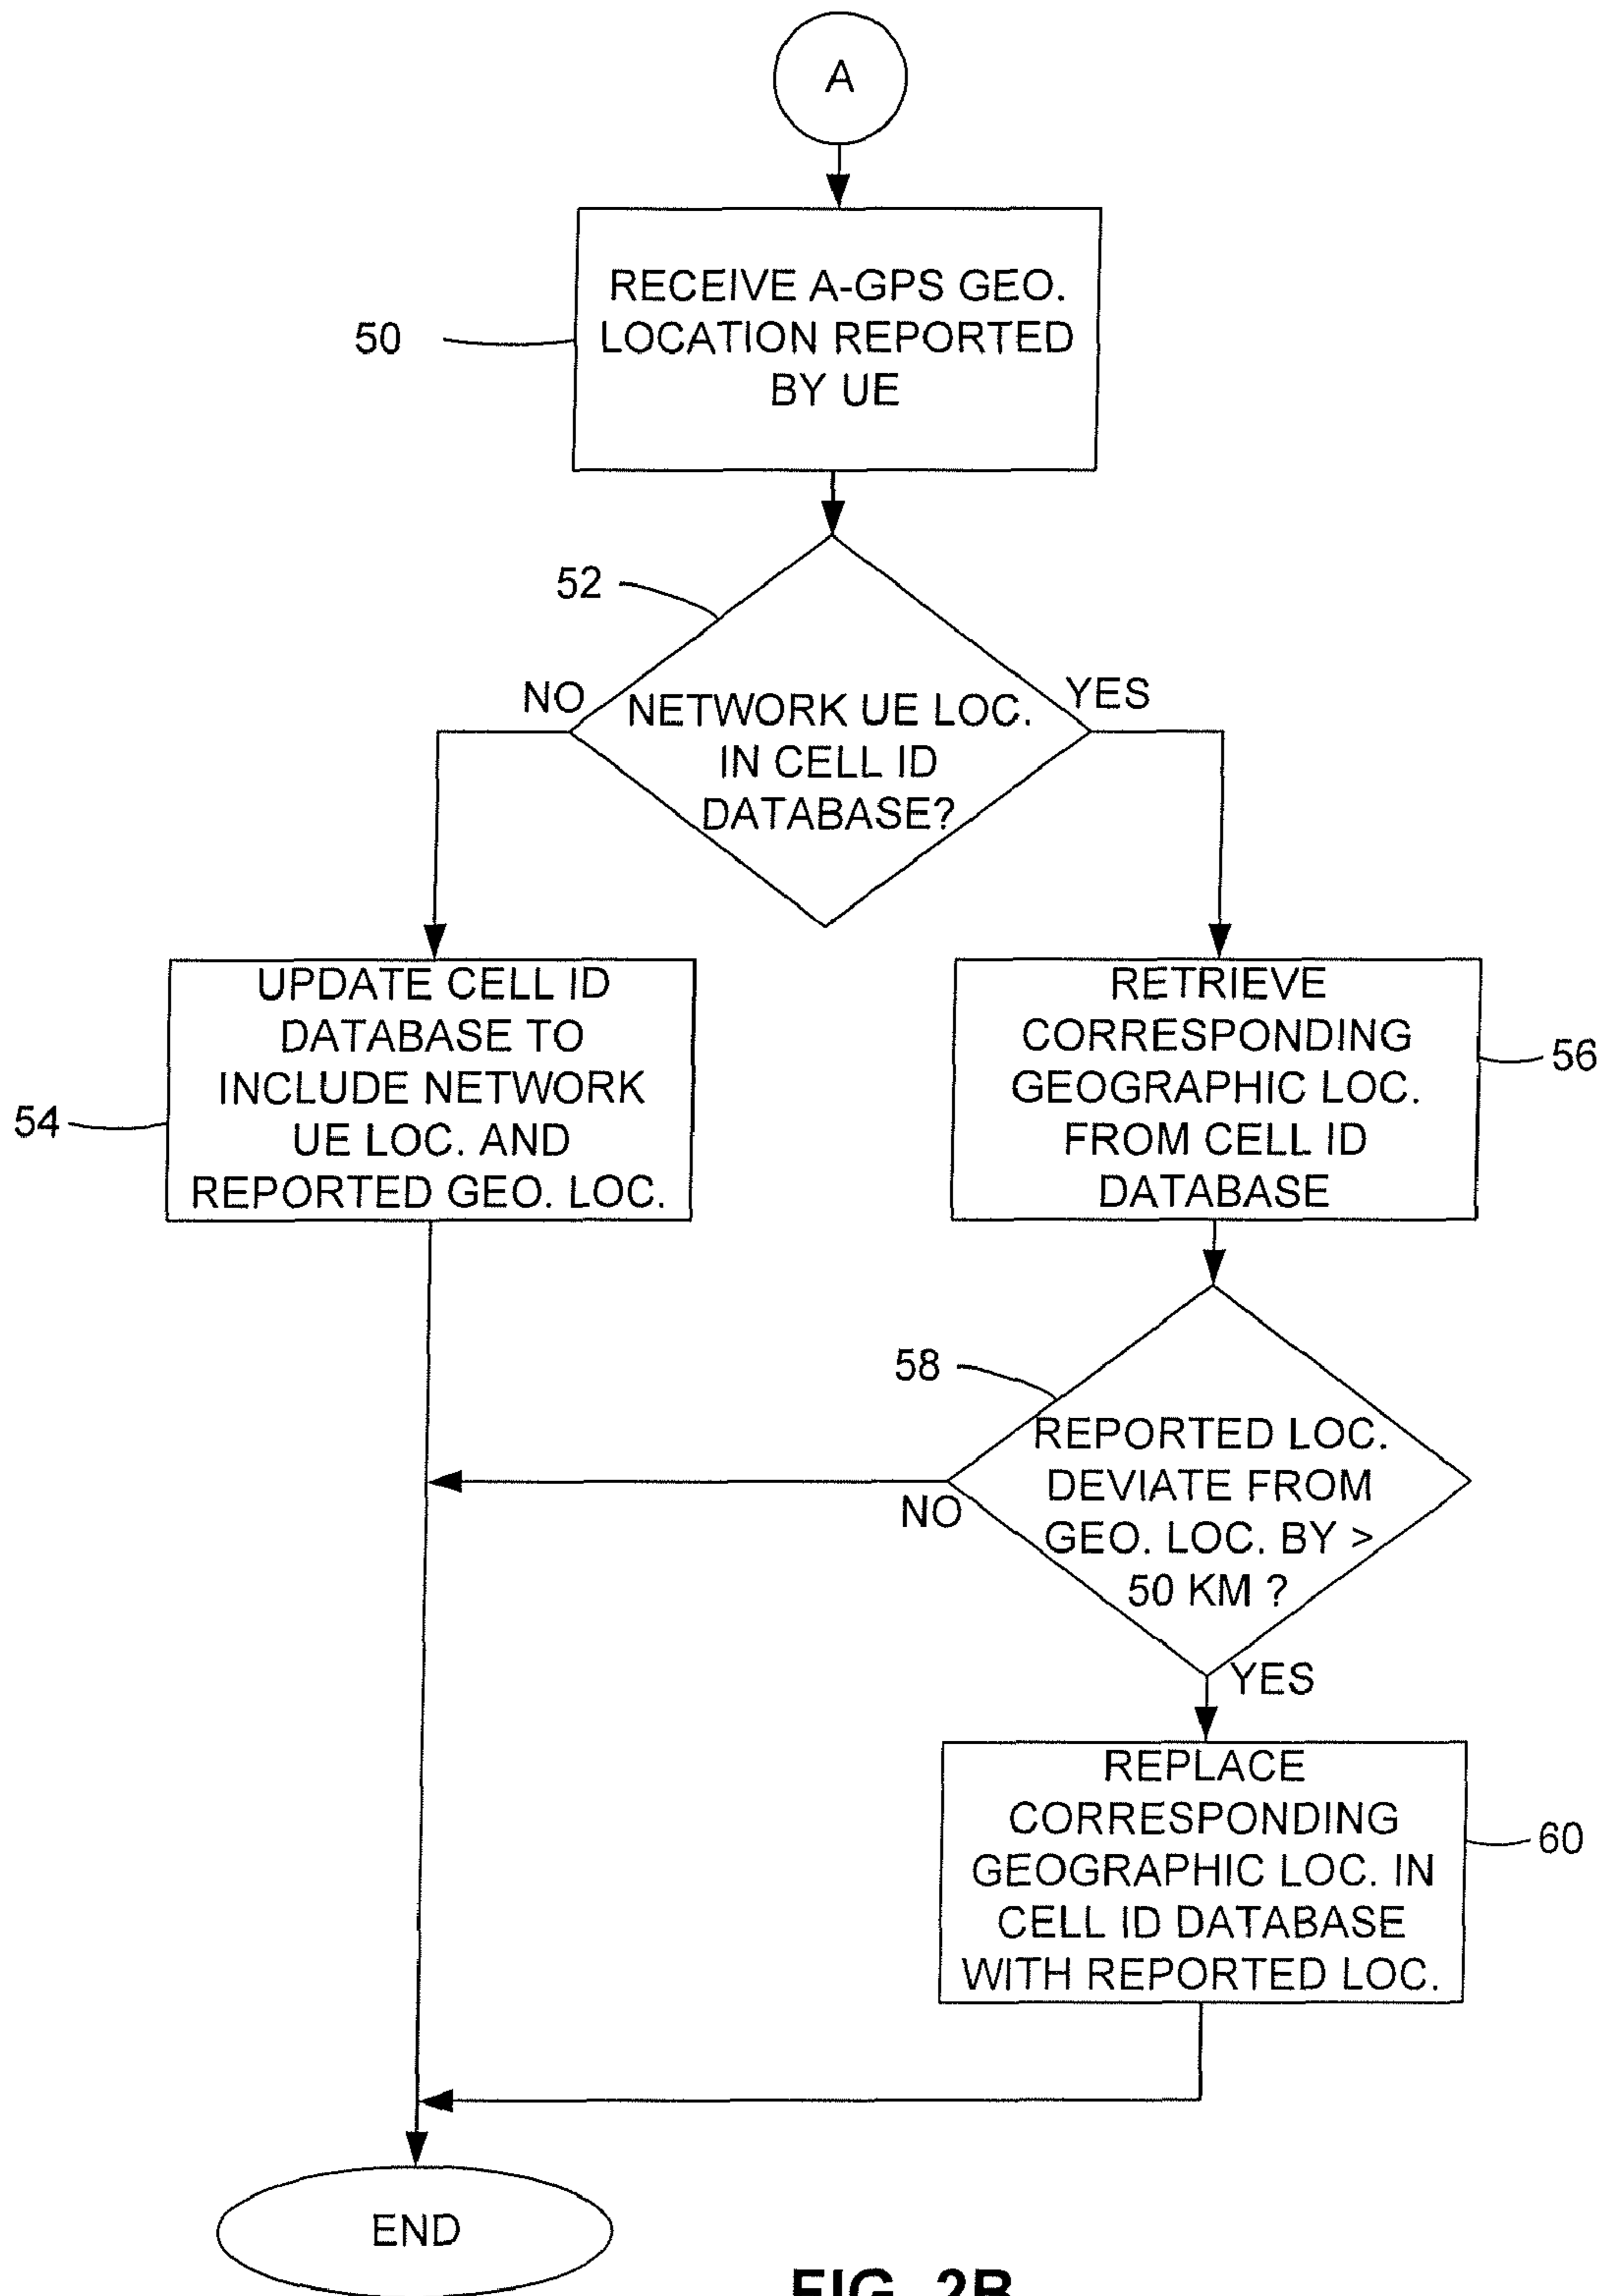 A
RECEIVE A-GPS GEO.
LOCATION REPORTED
BY UE
50
52
NO
YES
NETWORK UE LOC.
IN CELL ID
DATABASE?
UPDATE CELL ID
DATABASE TO
INCLUDE NETWORK
UE LOC. AND
REPORTED GEO. LOC.
54
RETRIEVE
CORRESPONDING
GEOGRAPHIC LOC.
FROM CELL ID
DATABASE
56
58
REPORTED LOC.
DEVIATE FROM
GEO. LOC. BY >
50 KM ?
NO
YES
REPLACE
CORRESPONDING
GEOGRAPHIC LOC. IN
CELL ID DATABASE
WITH REPORTED LOC.
60
END
FIG. 2B